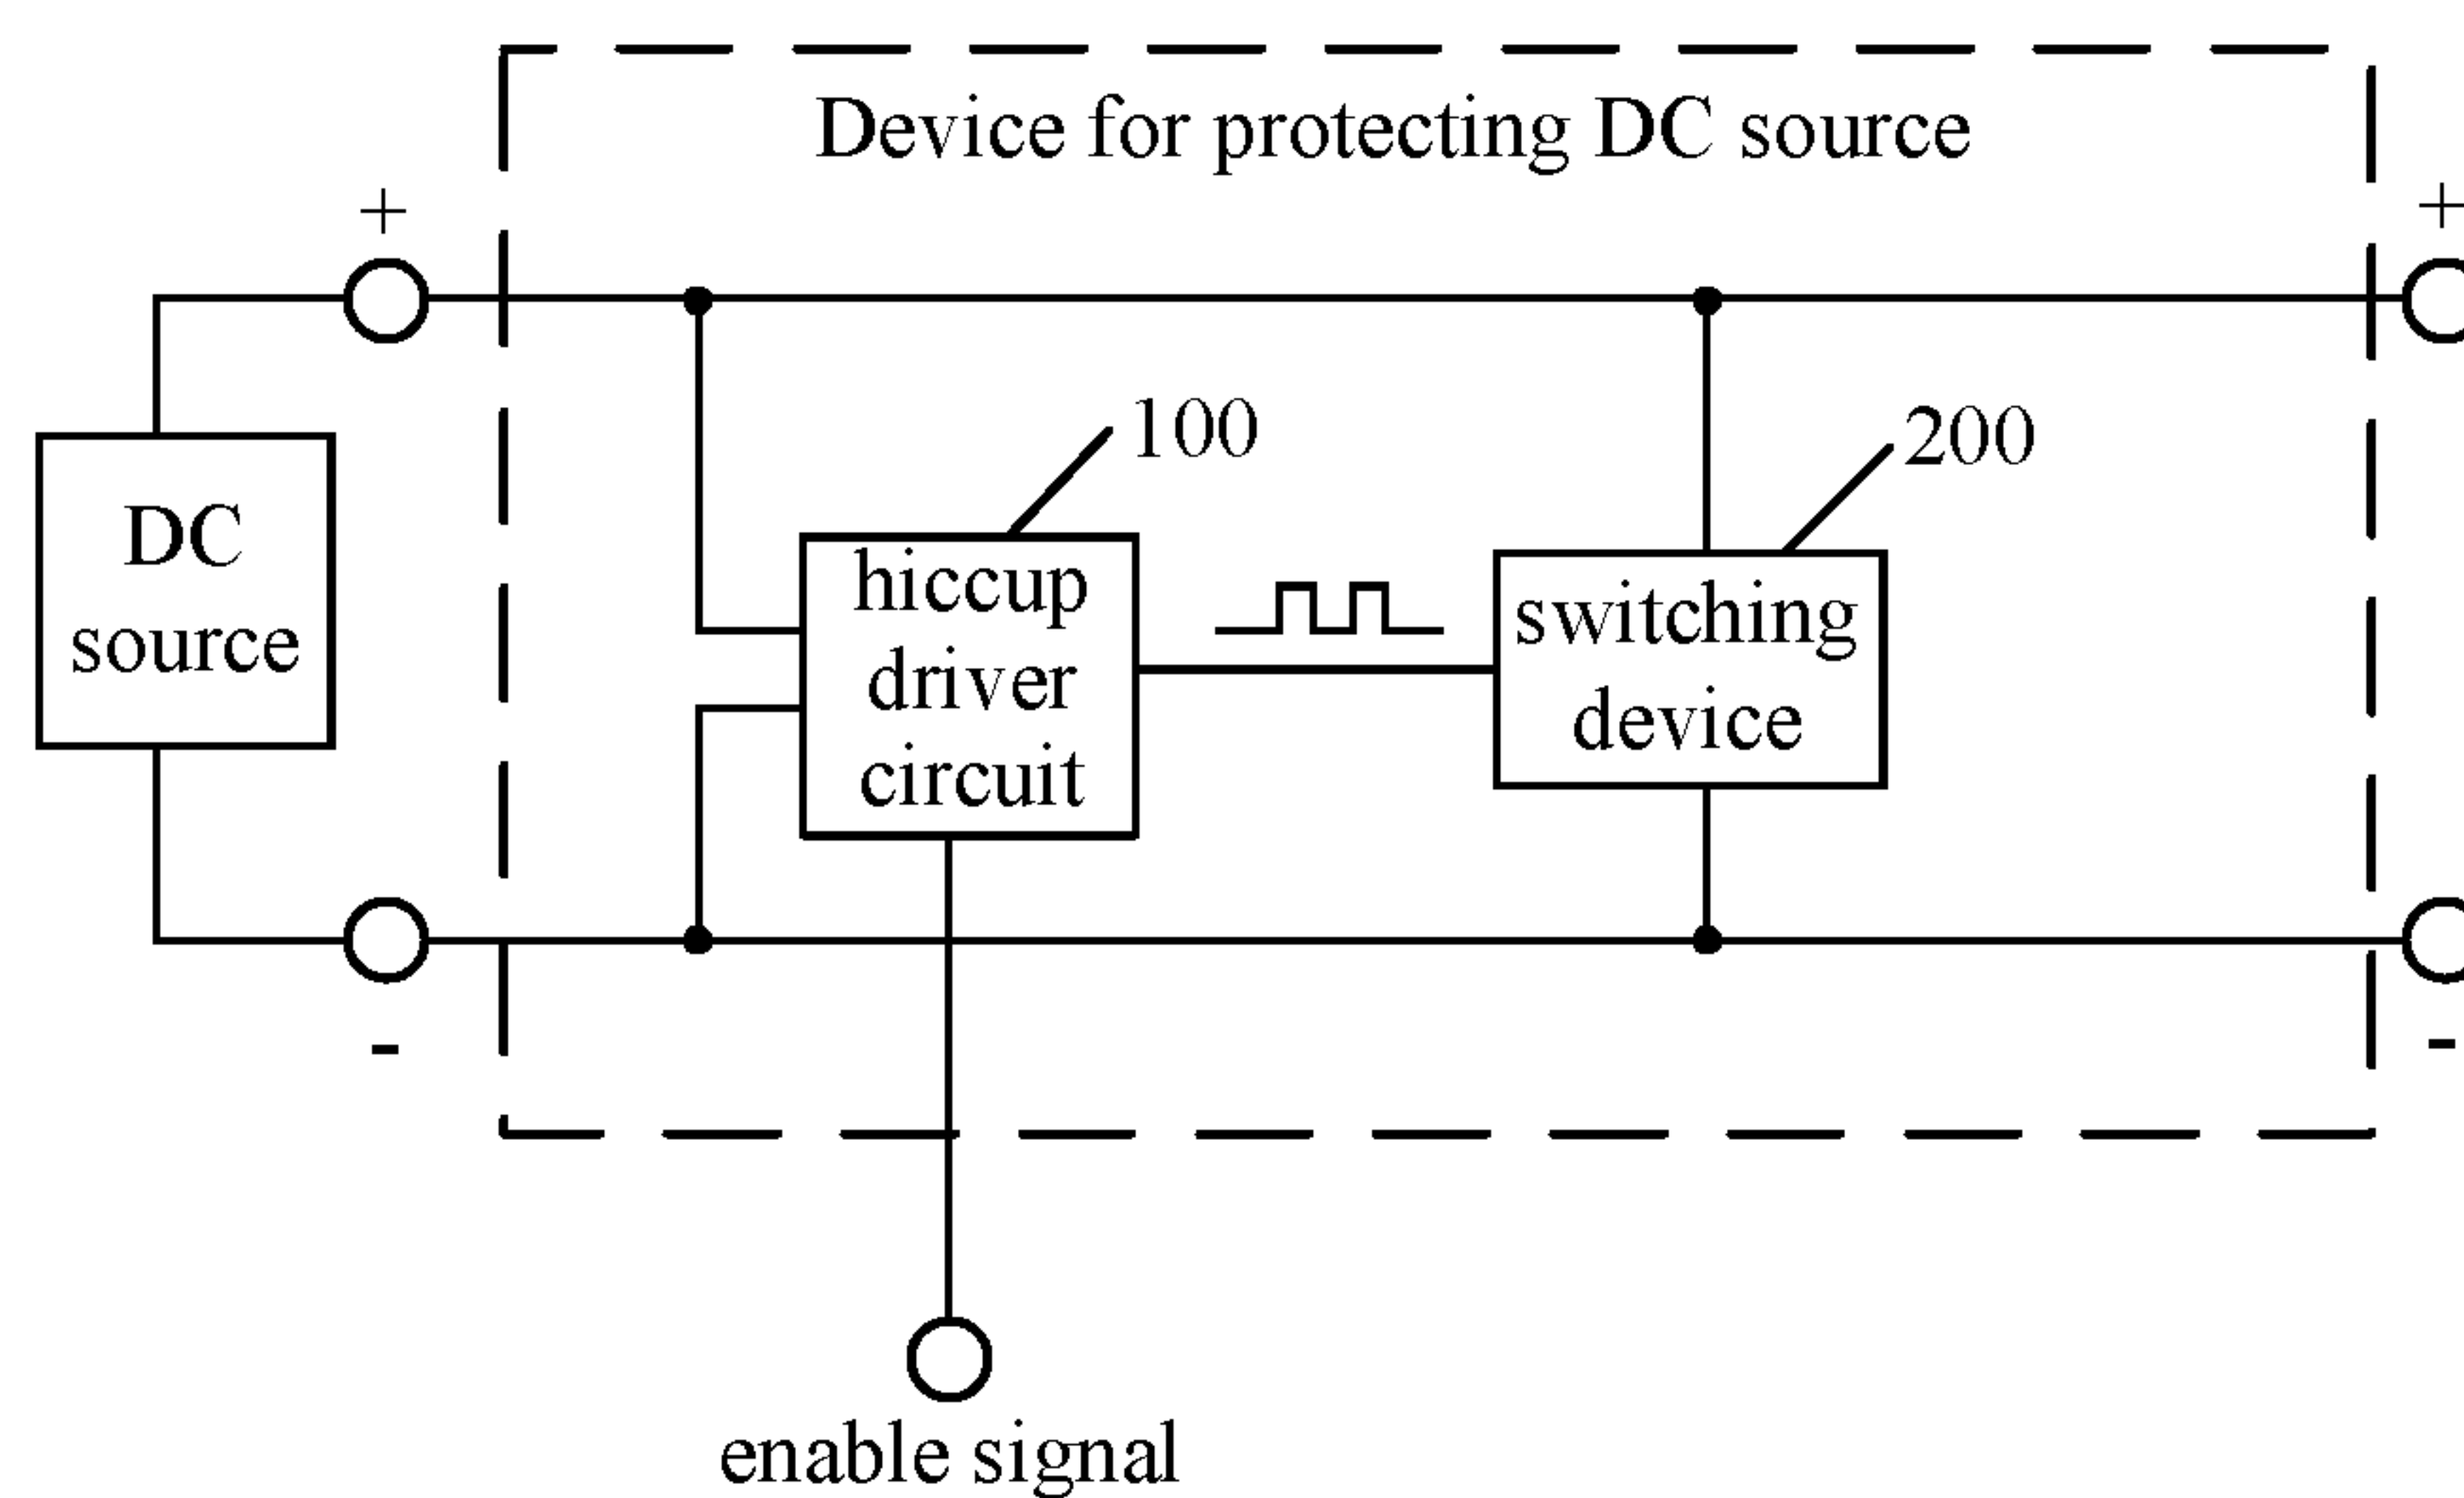 Device for protecting DC source
+
+
100
200
DC
source
hiccup
driver
circuit
switching
device
-
-
enable signal